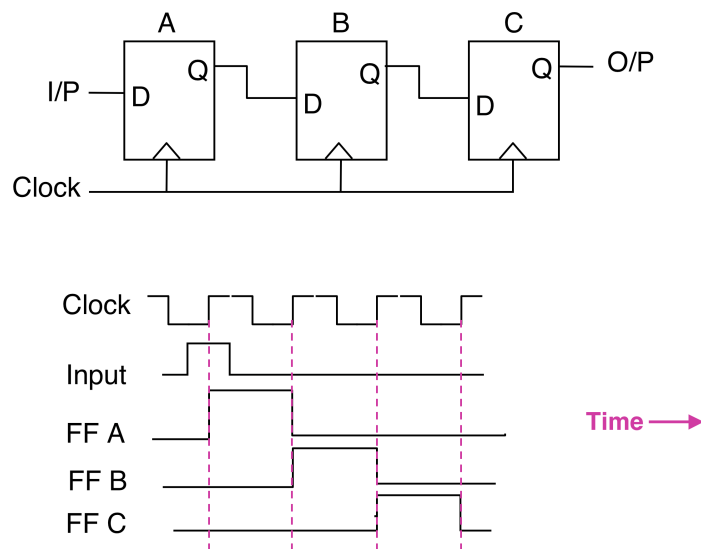 A B C
I/P D Q D Q D Q O/P
Clock
Clock
Input
FF A
Time
FF B
FF C